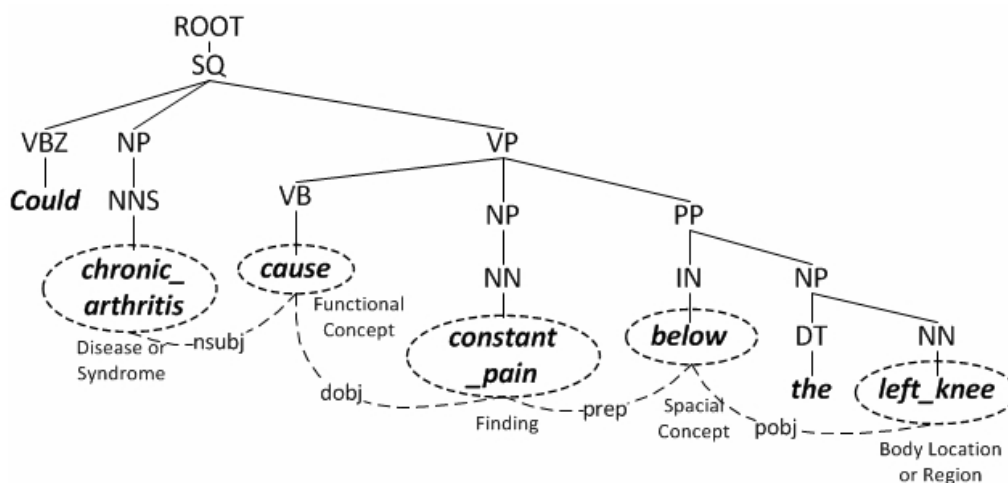 ROOT
SQ
VBZ NP VP
Could NNS VB NP PP
chronic_
arthritis
cause
NN IN NP
Functional
Concept
constant
_pain
below
DT NN
the left_knee
Disease or
Syndrome
nsubj
dobj
Finding
prep
Spacial
Concept
pobj
Body Location
or Region